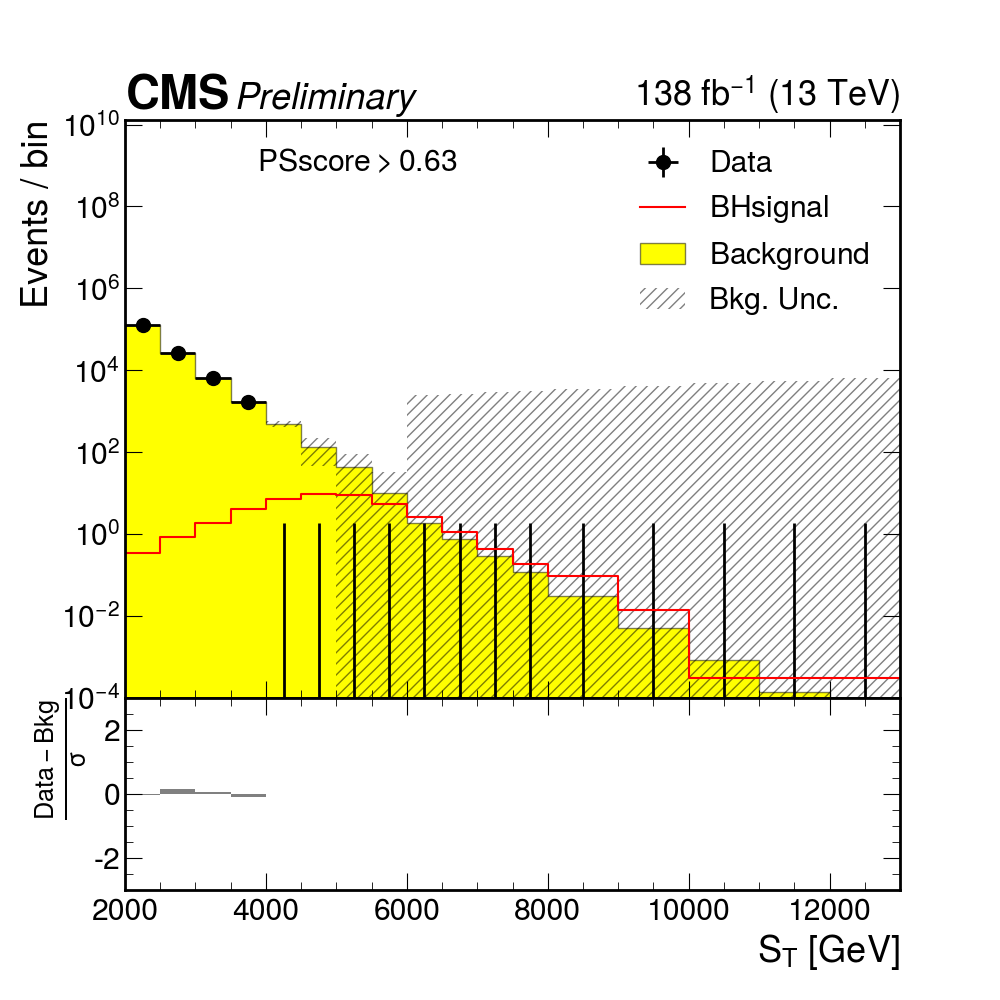 CMS Preliminary
138 fb⁻¹ (13 TeV)
Events / bin
10¹⁰
10⁸
10⁶
10⁴
10²
10⁰
10⁻²
10⁻⁴
PSscore > 0.63
Data
BHsignal
Background
Bkg. Unc.
Data − Bkg
σ
2
0
-2
2000 4000 6000 8000 10000 12000
S_T [GeV]